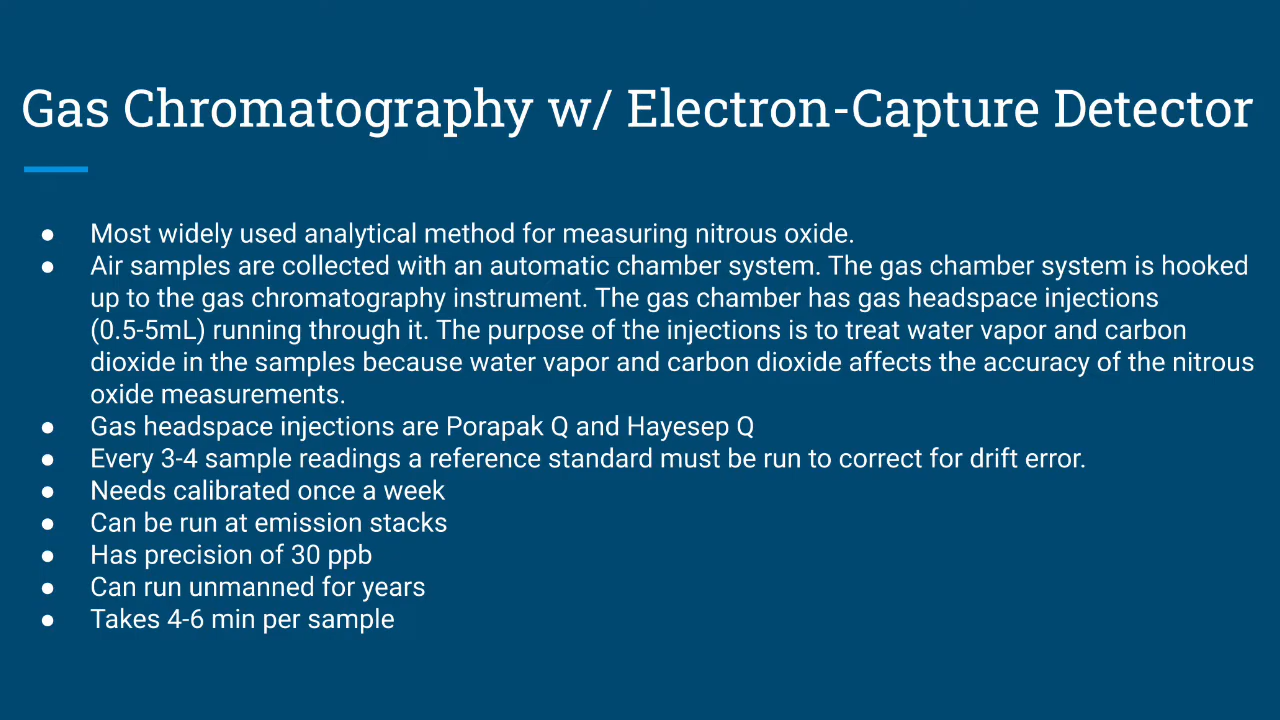 Gas Chromatography w/ Electron-Capture Detector
● Most widely used analytical method for measuring nitrous oxide.
● Air samples are collected with an automatic chamber system. The gas chamber system is hooked
up to the gas chromatography instrument. The gas chamber has gas headspace injections
(0.5-5mL) running through it. The purpose of the injections is to treat water vapor and carbon
dioxide in the samples because water vapor and carbon dioxide affects the accuracy of the nitrous
oxide measurements.
● Gas headspace injections are Porapak Q and Hayesep Q
● Every 3-4 sample readings a reference standard must be run to correct for drift error.
● Needs calibrated once a week
● Can be run at emission stacks
● Has precision of 30 ppb
● Can run unmanned for years
● Takes 4-6 min per sample